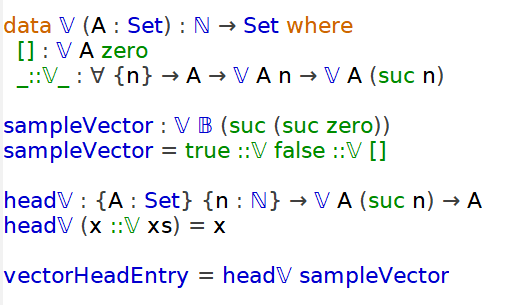 data 𝕍 (A : Set) : ℕ → Set where
[] : 𝕍 A zero
_::𝕍_ : ∀ {n} → A → 𝕍 A n → 𝕍 A (suc n)
sampleVector : 𝕍 𝔹 (suc (suc zero))
sampleVector = true ::𝕍 false ::𝕍 []
head𝕍 : {A : Set} {n : ℕ} → 𝕍 A (suc n) → A
head𝕍 (x ::𝕍 xs) = x
vectorHeadEntry = head𝕍 sampleVector